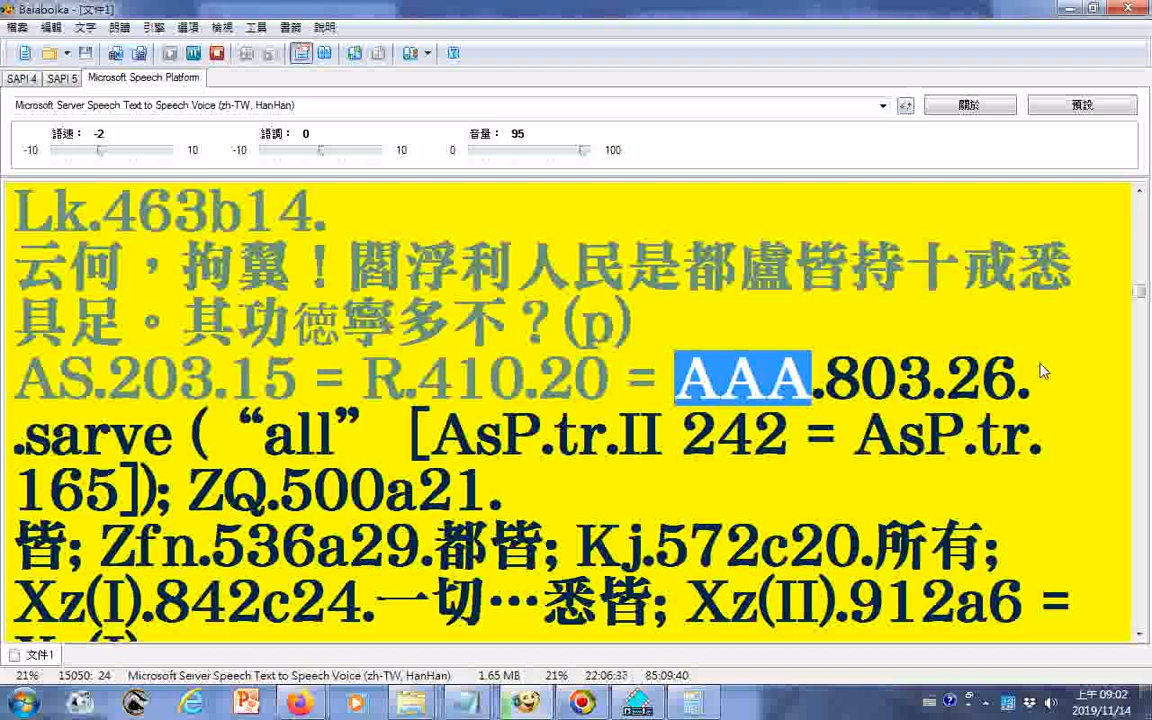 Balabolka - [文件1]
檔案 編輯 文字 朗讀 引擎 選項 檢視 工具 書籤 說明
SAPI 4 SAPI 5 Microsoft Speech Platform
Microsoft Server Speech Text to Speech Voice (zh-TW, HanHan) 關於 預設
語速： -2 語調： 0 音量： 95
-10 10 -10 10 0 100
Lk.463b14.
云何，拘翼！閻浮利人民是都盧皆持十戒悉
具足。其功徳寧多不？(p)
AS.203.15 = R.410.20 = AAA.803.26.
.sarve (“all” [AsP.tr.II 242 = AsP.tr.
165]); ZQ.500a21.
皆; Zfn.536a29.都皆; Kj.572c20.所有;
Xz(I).842c24.一切…悉皆; Xz(II).912a6 =
文件1
21% 15050: 24 Microsoft Server Speech Text to Speech Voice (zh-TW, HanHan) 1.65 MB 21% 22:06:33 85:09:40
上午 09:02
2019/11/14